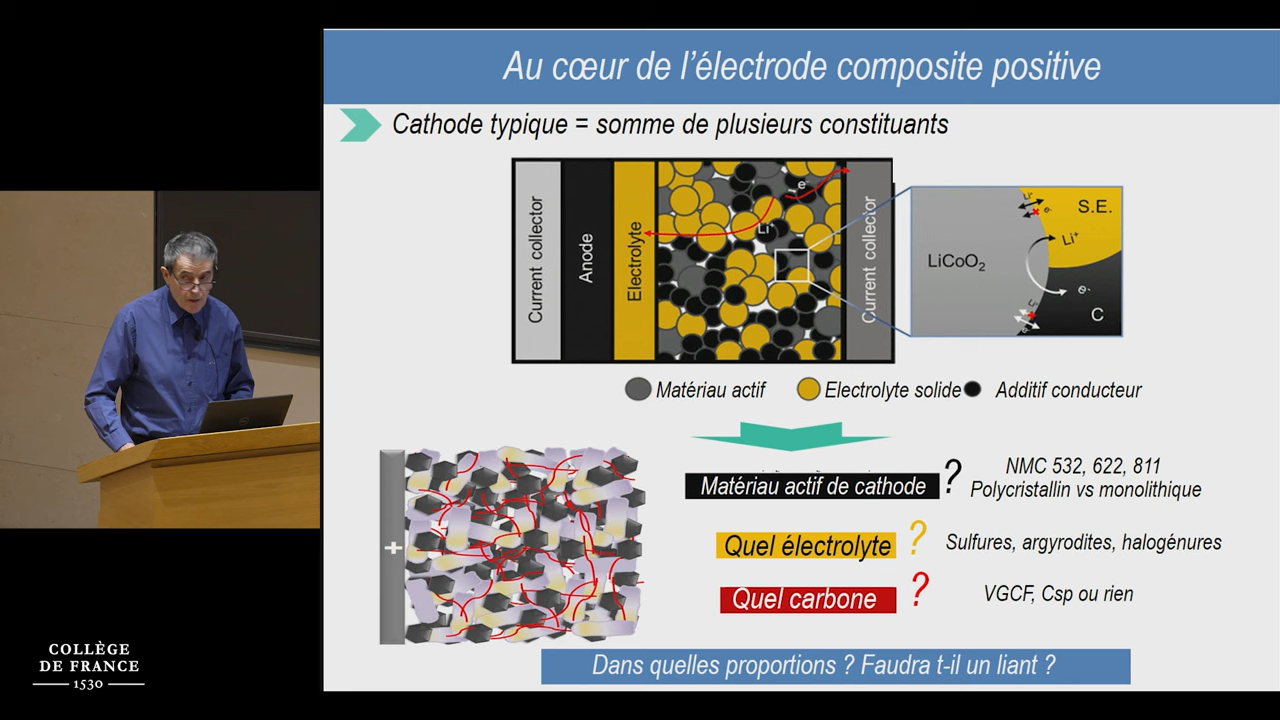 Au cœur de l'électrode composite positive
Cathode typique = somme de plusieurs constituants
Current collector
Anode
Electrolyte
e-
Li+
Current collector
LiCoO2
S.E.
Li+
e-
Li+
e-
C
Li+
e-
Matériau actif
Electrolyte solide
Additif conducteur
+
Matériau actif de cathode ?
NMC 532, 622, 811
Polycristallin vs monolithique
Quel électrolyte ?
Sulfures, argyrodites, halogénures
Quel carbone ?
VGCF, Csp ou rien
Dans quelles proportions ? Faudra t-il un liant ?
COLLÈGE
DE FRANCE
1530